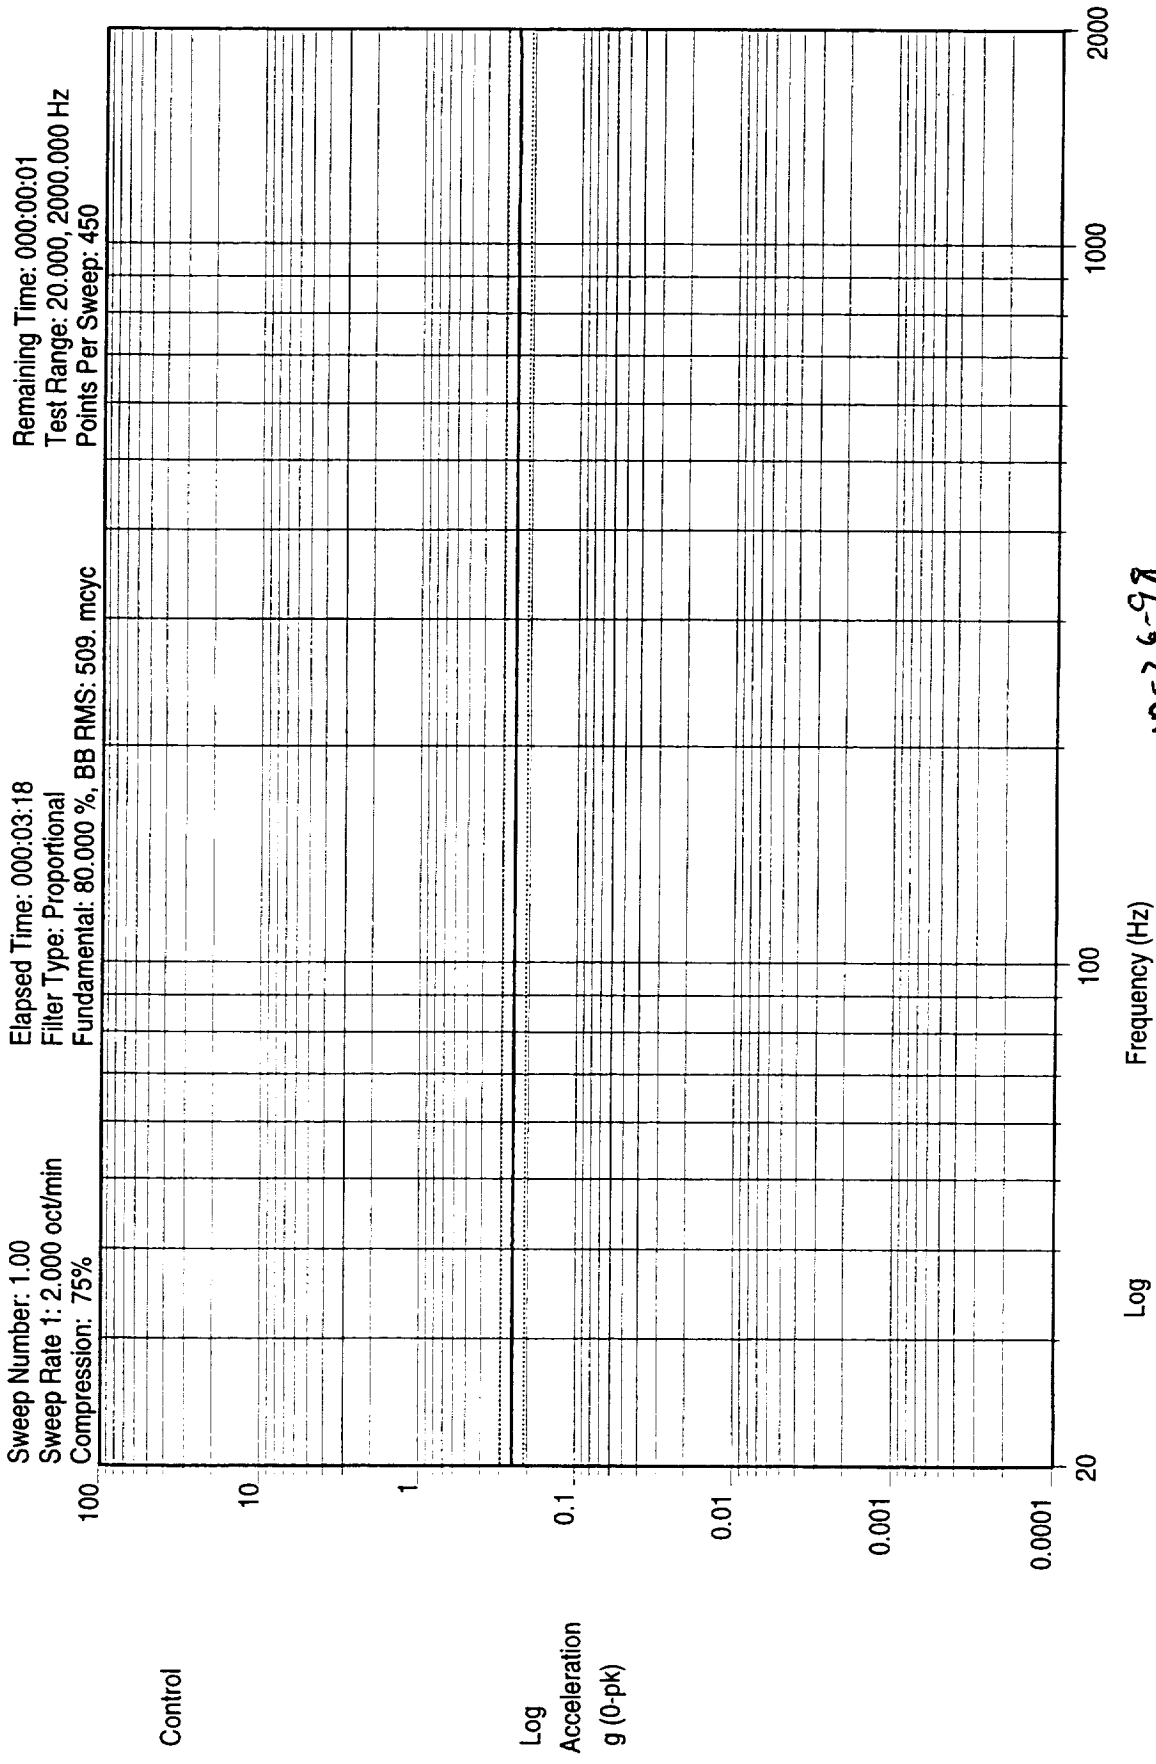 Sweep Number: 1.00
Sweep Rate 1: 2.000 oct/min
Compression: 75%
Elapsed Time: 000:03:18
Filter Type: Proportional
Fundamental: 80.000 %, BB RMS: 509. mcyc
Remaining Time: 000:00:01
Test Range: 20.000, 2000.000 Hz
Points Per Sweep: 450
Control
Log
Acceleration
g (0-pk)
100
10
1
0.1
0.01
0.001
0.0001
20
100
1000
2000
Log
Frequency (Hz)